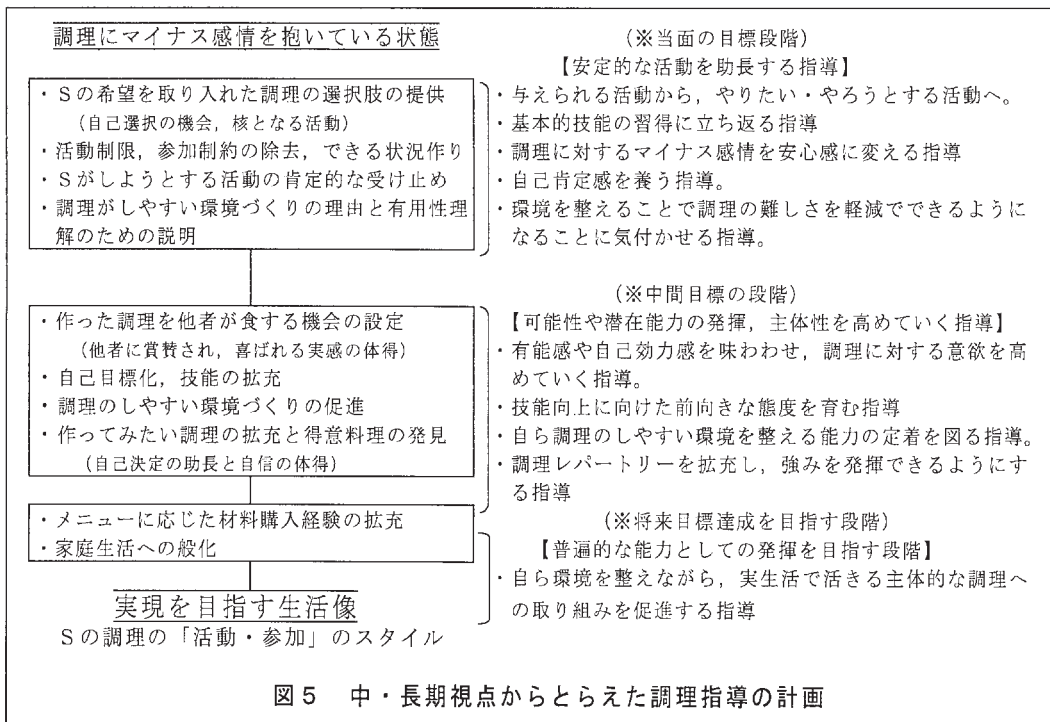 調理にマイナス感情を抱いている状態
・Sの希望を取り入れた調理の選択肢の提供
（自己選択の機会，核となる活動）
・活動制限，参加制約の除去，できる状況作り
・Sがしようとする活動の肯定的な受け止め
・調理がしやすい環境づくりの理由と有用性理
解のための説明
（※当面の目標段階）
【安定的な活動を助長する指導】
・与えられる活動から，やりたい・やろうとする活動へ。
・基本的技能の習得に立ち返る指導
・調理に対するマイナス感情を安心感に変える指導
・自己肯定感を養う指導。
・環境を整えることで調理の難しさを軽減でできるように
なることに気付かせる指導。
・作った調理を他者が食する機会の設定
（他者に賞賛され，喜ばれる実感の体得）
・自己目標化，技能の拡充
・調理のしやすい環境づくりの促進
・作ってみたい調理の拡充と得意料理の発見
（自己決定の助長と自信の体得）
（※中間目標の段階）
【可能性や潜在能力の発揮，主体性を高めていく指導】
・有能感や自己効力感を味わわせ，調理に対する意欲を高
めていく指導。
・技能向上に向けた前向きな態度を育む指導
・自ら調理のしやすい環境を整える能力の定着を図る指導。
・調理レパートリーを拡充し，強みを発揮できるようにす
る指導
・メニューに応じた材料購入経験の拡充
・家庭生活への般化
（※将来目標達成を目指す段階）
【普遍的な能力としての発揮を目指す段階】
・自ら環境を整えながら，実生活で活きる主体的な調理へ
の取り組みを促進する指導
実現を目指す生活像
Sの調理の「活動・参加」のスタイル
図5 中・長期視点からとらえた調理指導の計画